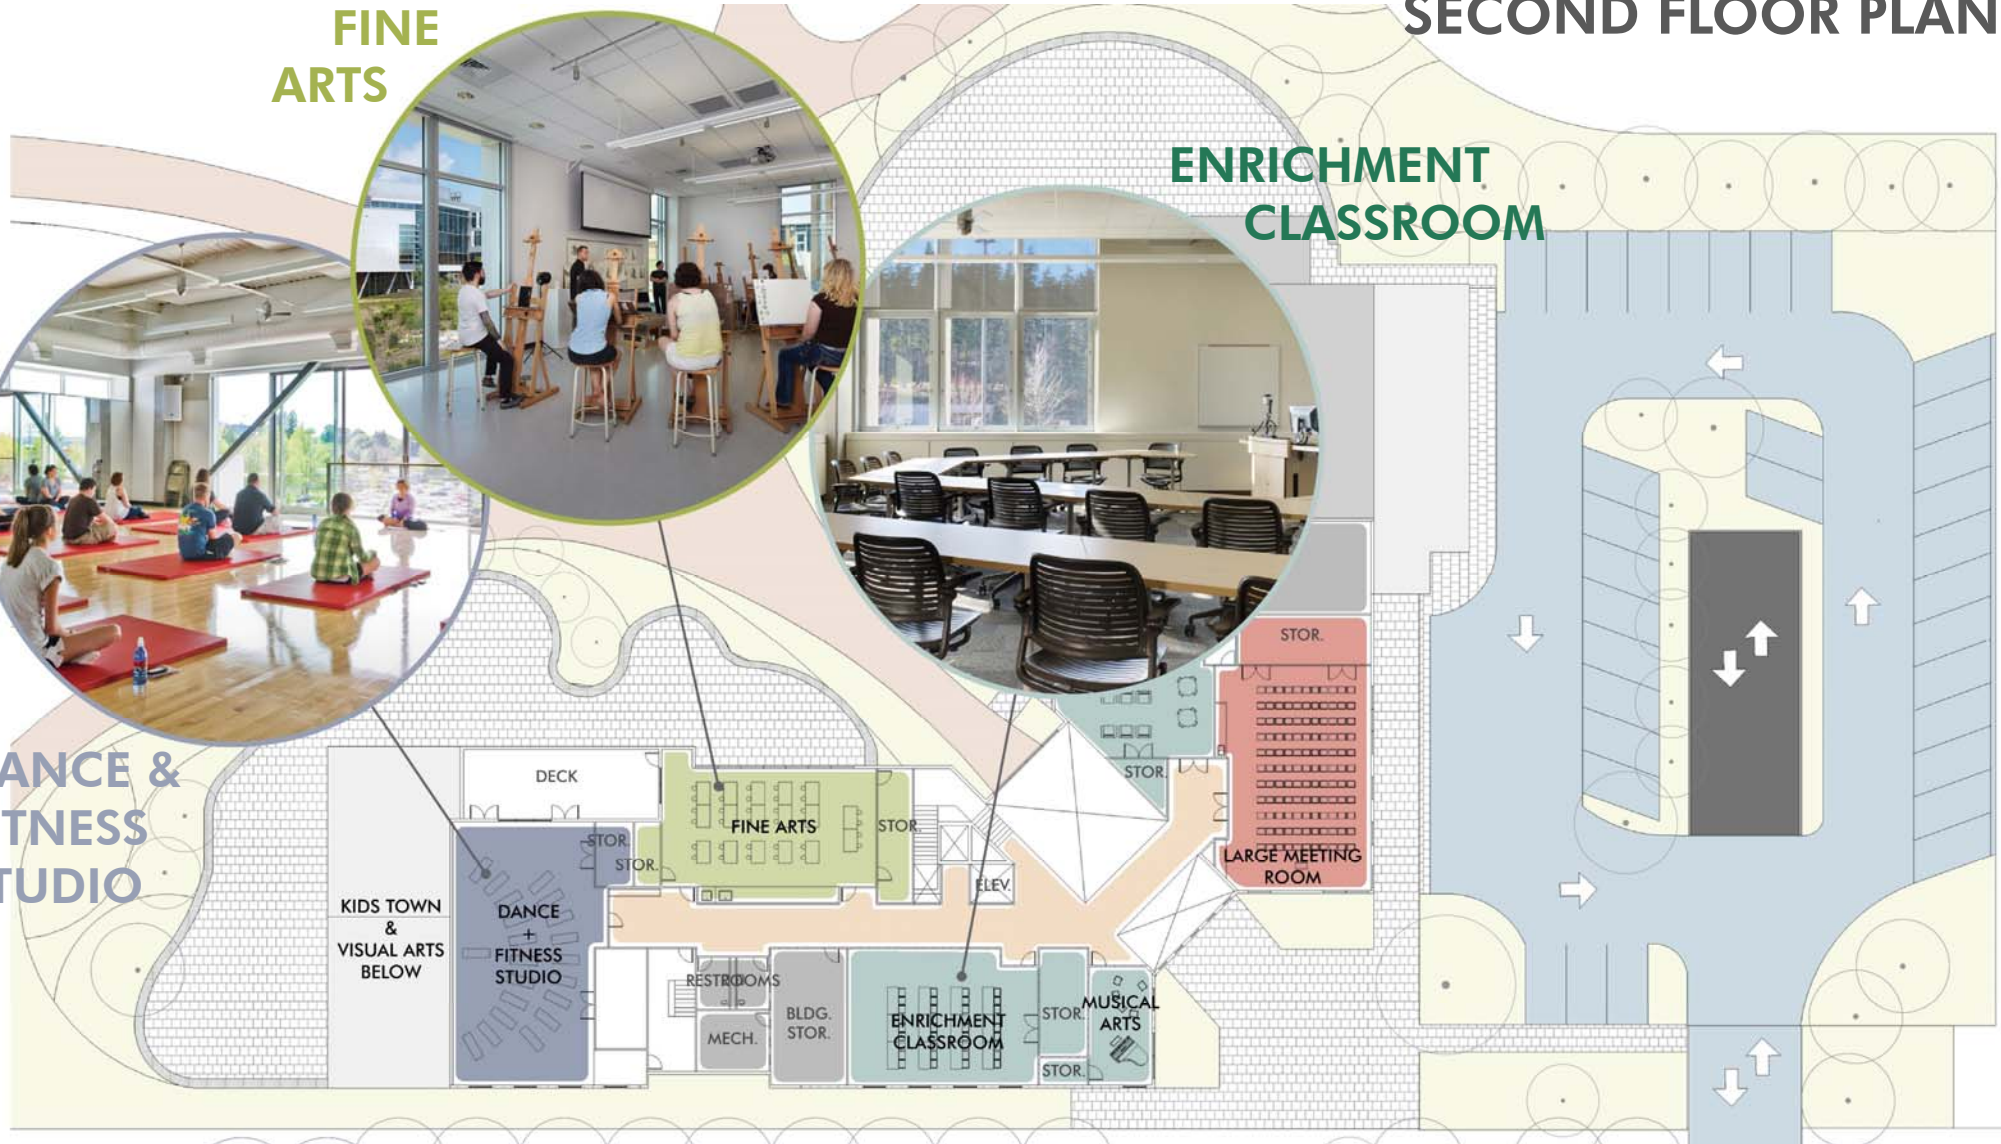 SECOND FLOOR PLAN
FINE
ARTS
ENRICHMENT
CLASSROOM
ANCE &
TNESS
TUDIO
STOR.
DECK
STOR.
FINE ARTS
STOR.
STOR.
STOR.
LARGE MEETING
ROOM
ELEV.
KIDS TOWN
&
VISUAL ARTS
BELOW
DANCE
+
FITNESS
STUDIO
RESTROOMS
MECH.
BLDG.
STOR.
ENRICHMENT
CLASSROOM
STOR.
STOR.
MUSICAL
ARTS